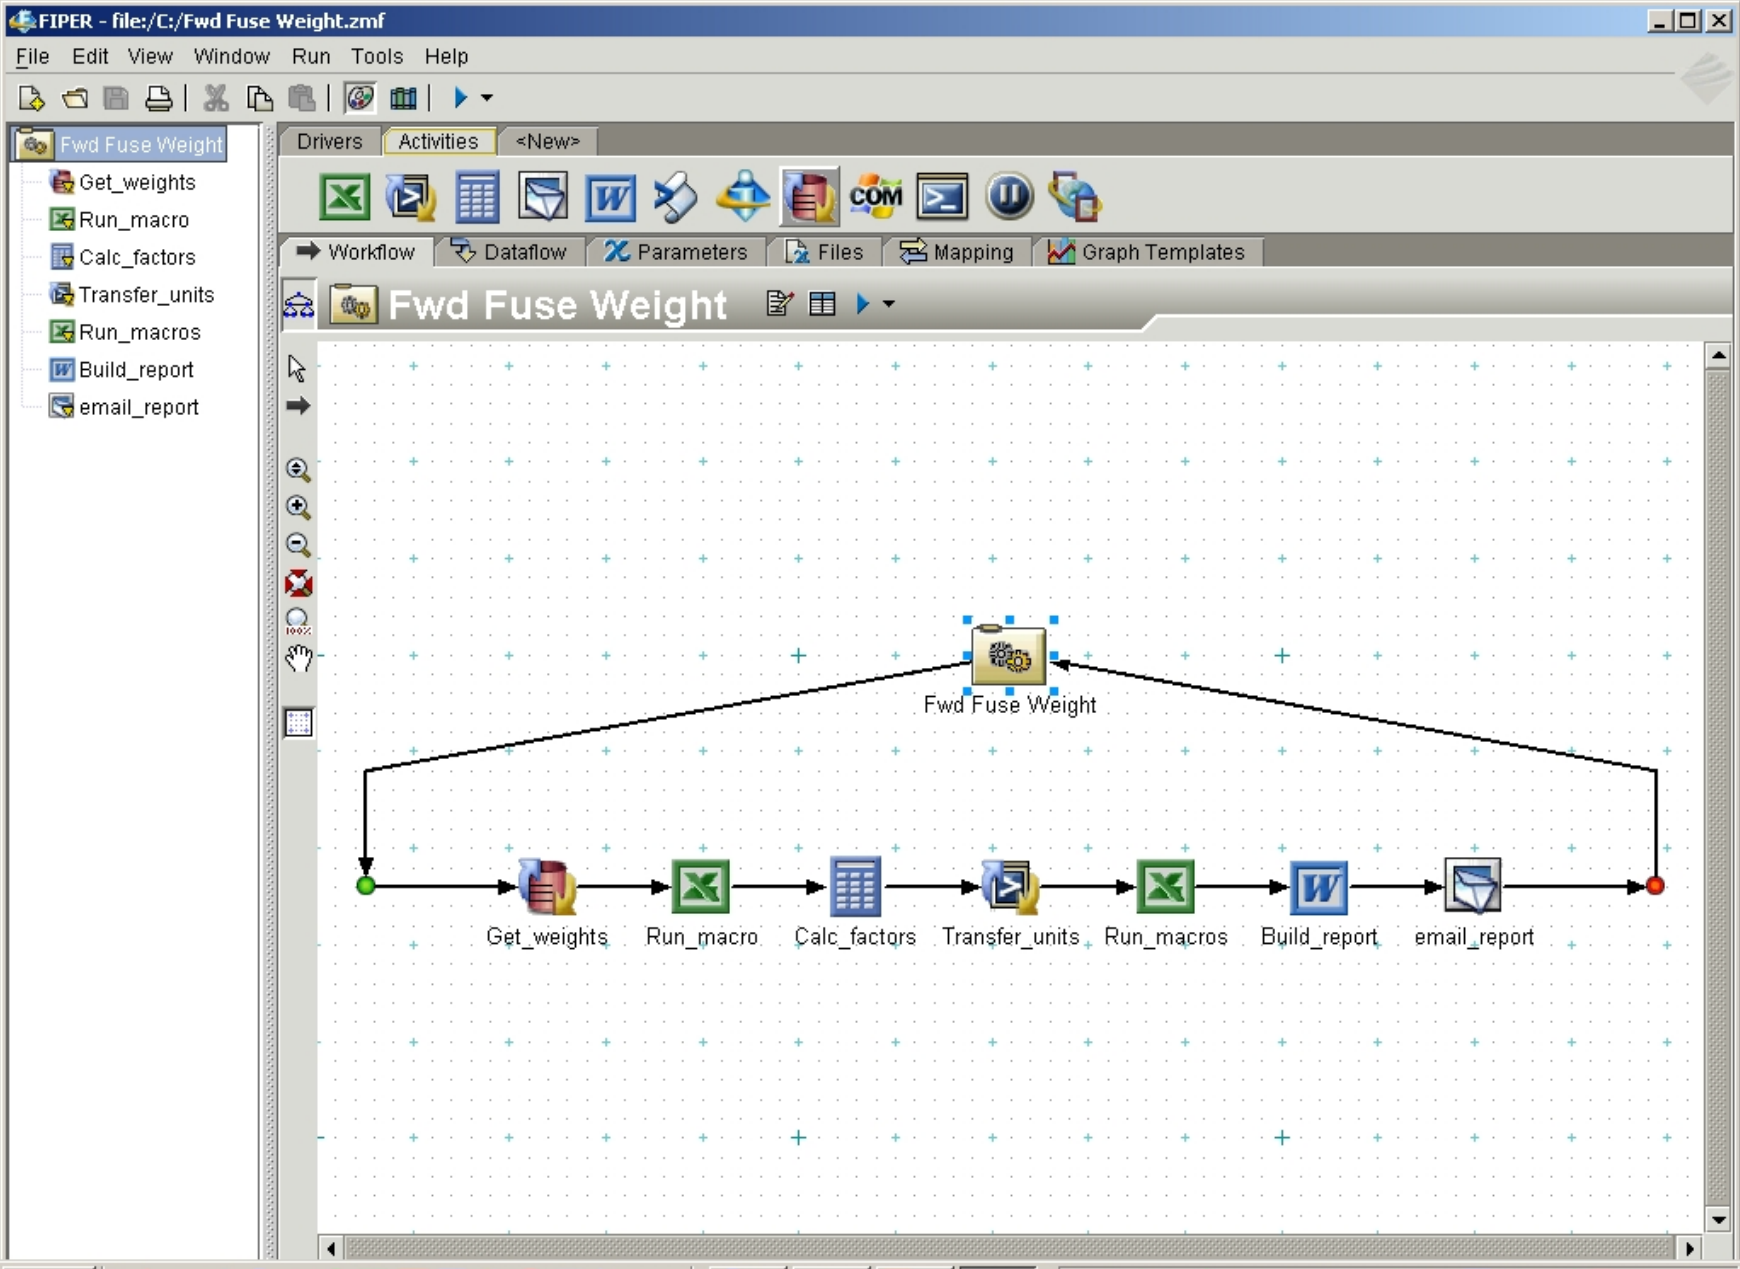 FIPER - file:/C:/Fwd Fuse Weight.zmf
File Edit View Window Run Tools Help
Fwd Fuse Weight
Get_weights
Run_macro
Calc_factors
Transfer_units
Run_macros
Build_report
email_report
Drivers Activities <New>
COM
Workflow Dataflow Parameters Files Mapping Graph Templates
Fwd Fuse Weight
100%
Fwd Fuse Weight
Get_weights Run_macro Calc_factors Transfer_units Run_macros Build_report email_report